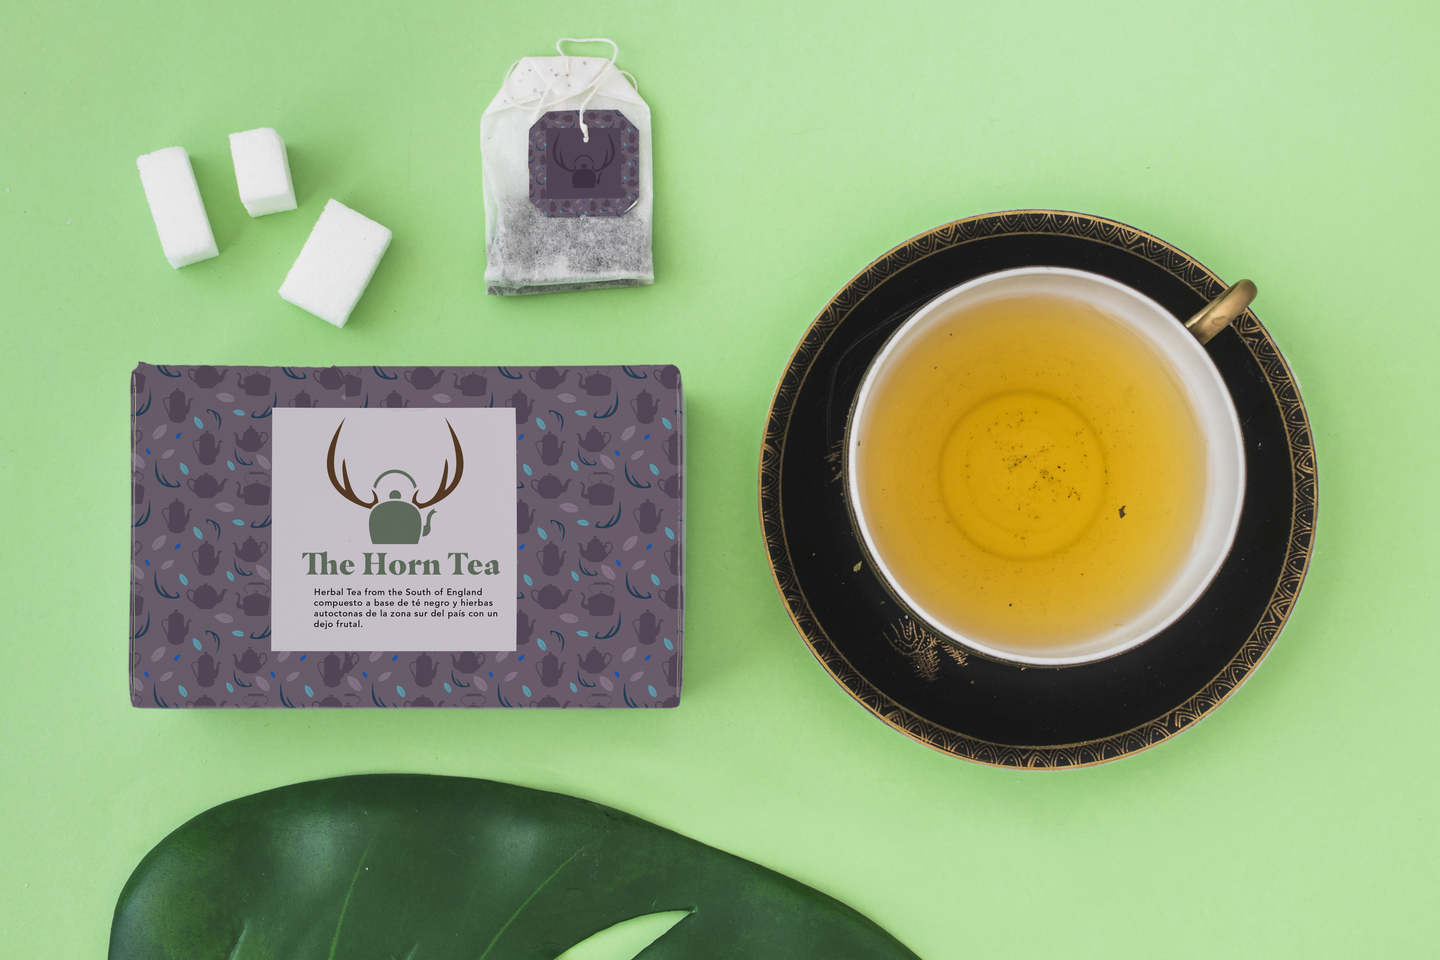 The Horn Tea
Herbal Tea from the South of England
compuesto a base de té negro y hierbas
autoctonas de la zona sur del país con un
dejo frutal.